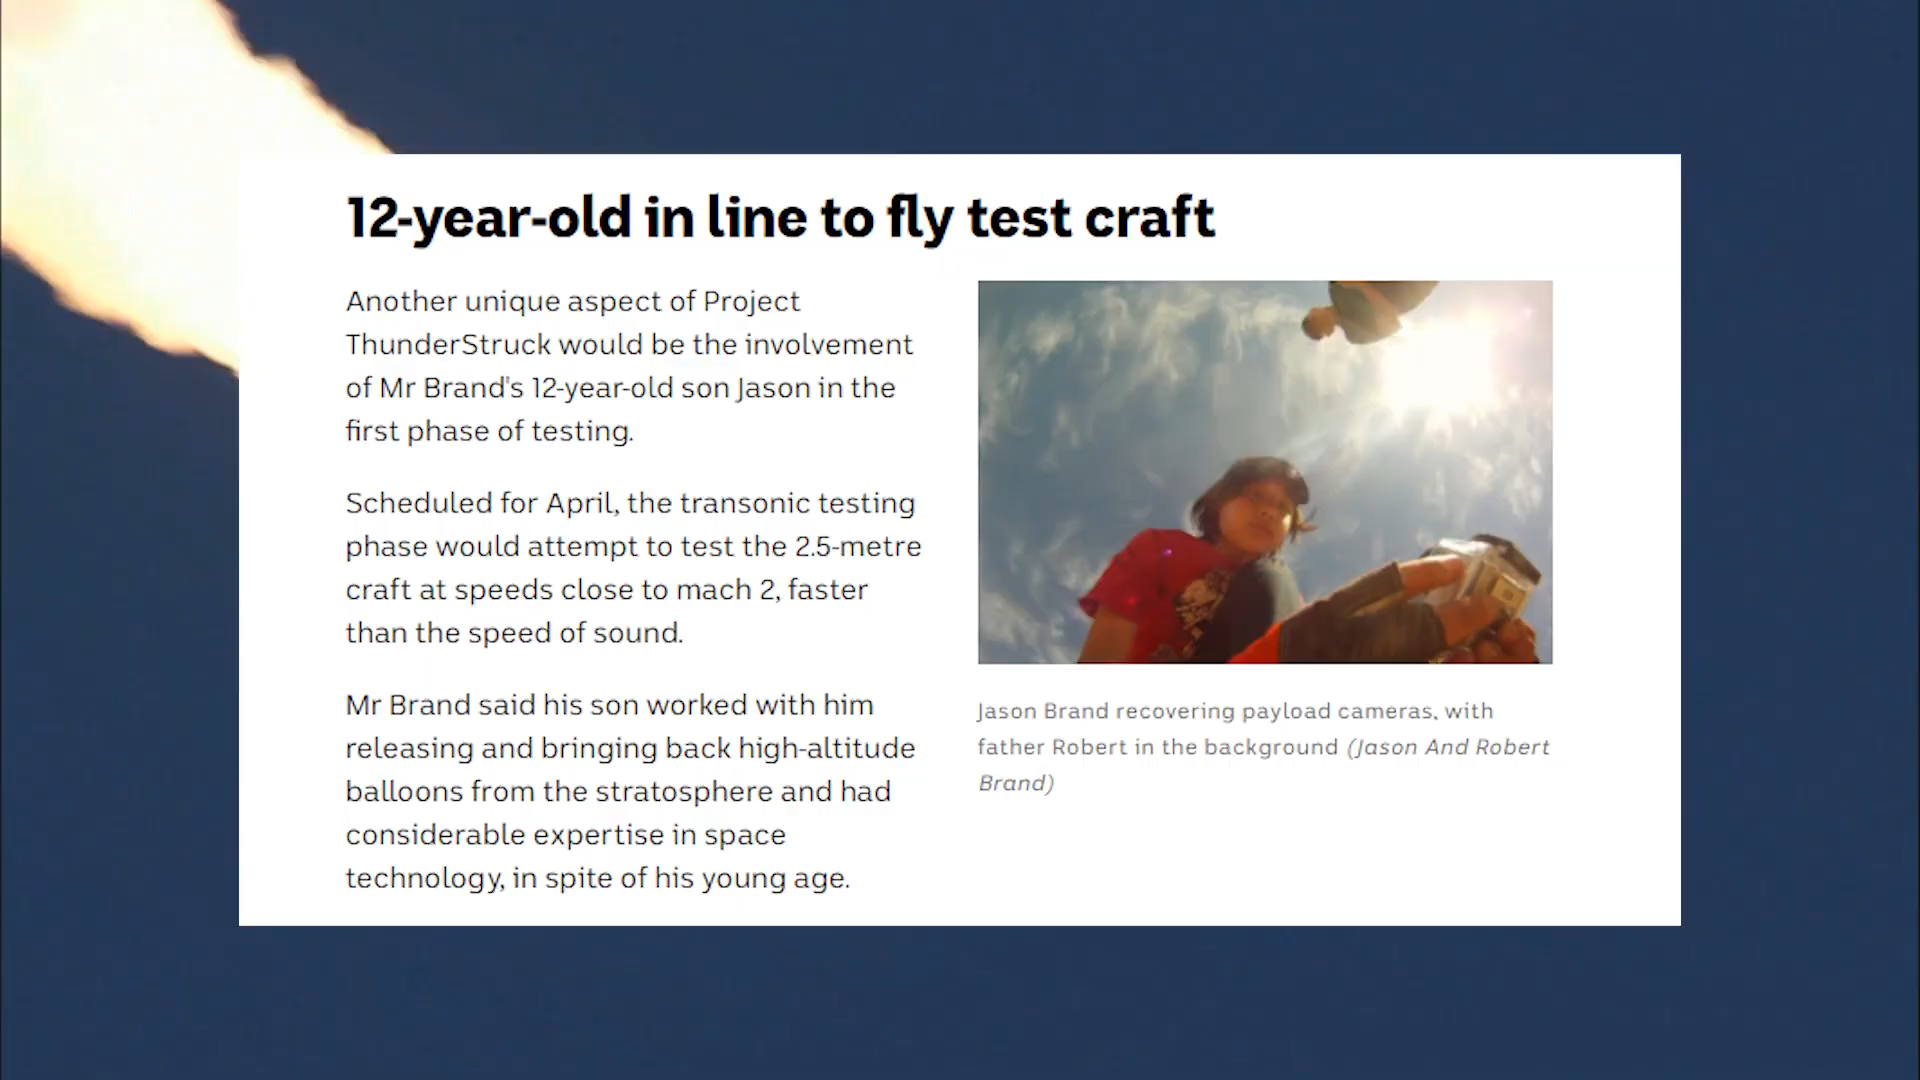 12-year-old in line to fly test craft
Another unique aspect of Project
ThunderStruck would be the involvement
of Mr Brand's 12-year-old son Jason in the
first phase of testing.
Scheduled for April, the transonic testing
phase would attempt to test the 2.5-metre
craft at speeds close to mach 2, faster
than the speed of sound.
Mr Brand said his son worked with him
releasing and bringing back high-altitude
balloons from the stratosphere and had
considerable expertise in space
technology, in spite of his young age.
Jason Brand recovering payload cameras, with
father Robert in the background (Jason And Robert
Brand)